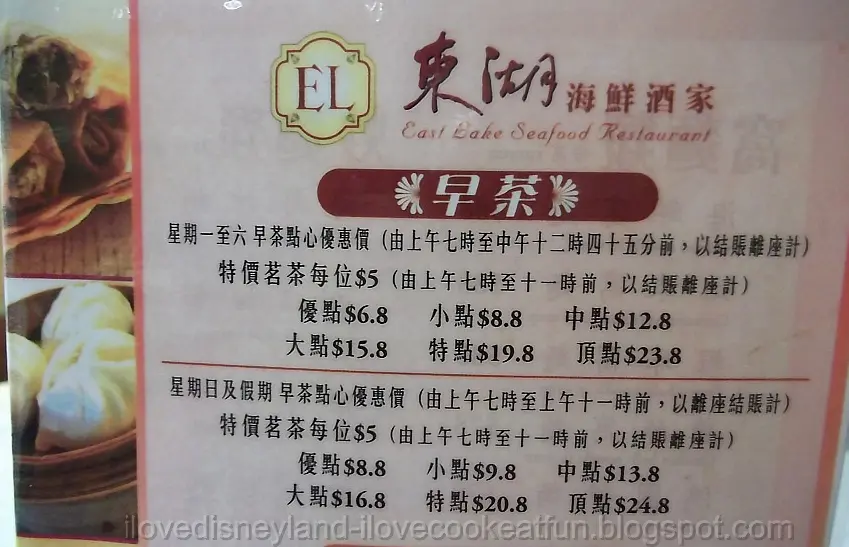 EL
東湖海鮮酒家
East Lake Seafood Restaurant
早茶
星期一至六 早茶點心優惠價 (由上午七時至中午十二時四十五分前，以結賬離座計)
特價茗茶每位$5 (由上午七時至十一時前，以結賬離座計)
優點$6.8 小點$8.8 中點$12.8
大點$15.8 特點$19.8 頂點$23.8
星期日及假期 早茶點心優惠價 (由上午七時至上午十一時前，以離座結賬計)
特價茗茶每位$5 (由上午七時至十一時前，以結賬離座計)
優點$8.8 小點$9.8 中點$13.8
大點$16.8 特點$20.8 頂點$24.8
ilovedisneyland-ilovecookeatfun.blogspot.com